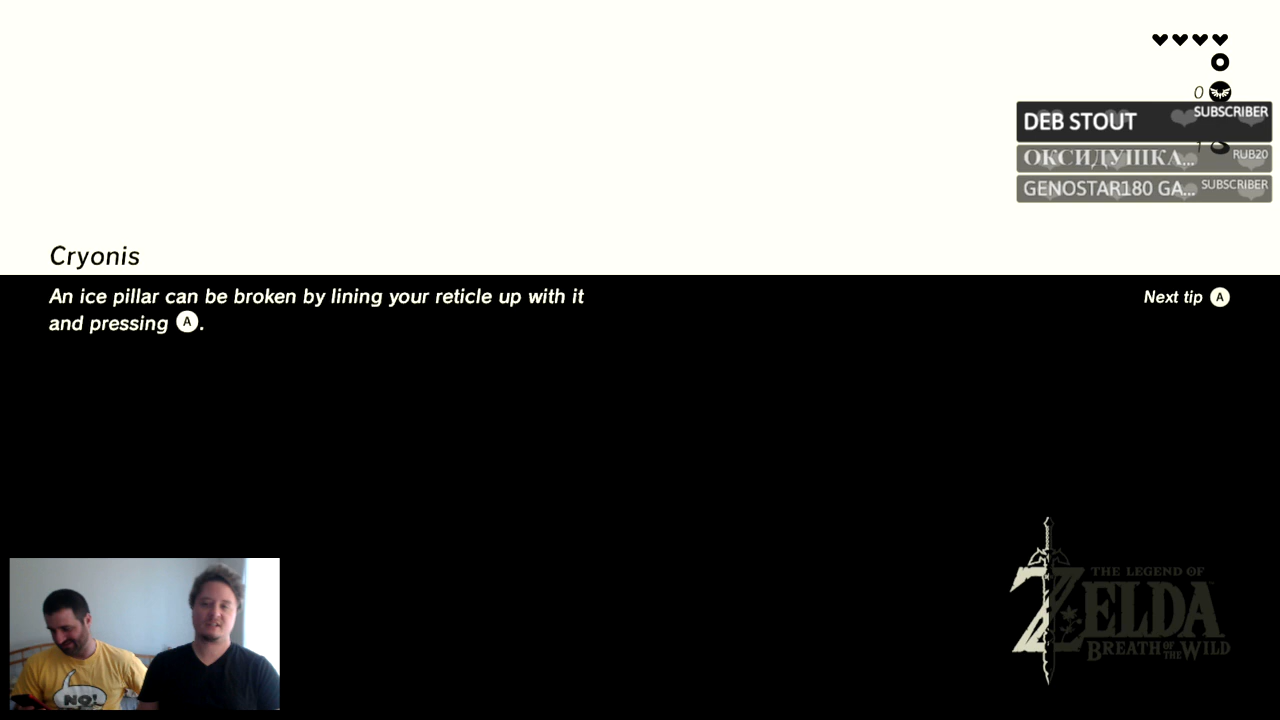 0
DEB STOUT SUBSCRIBER
1
ОКСИДУШКА... RUB20
GENOSTAR180 GA... SUBSCRIBER
Cryonis
An ice pillar can be broken by lining your reticle up with it
and pressing A.
Next tip A
THE LEGEND OF
ZELDA
BREATH OF THE WILD
NO!